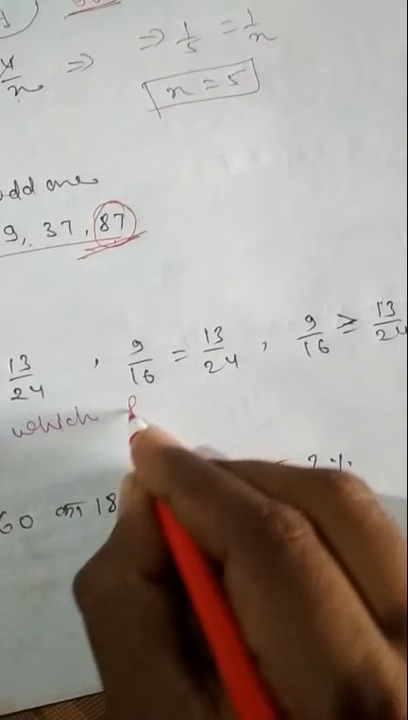 ⇒ 1/5 = 1/n
4/n ⇒
n = 5
odd one
9, 37, 87
13/24 , 9/16 = 13/24 , 9/16 ≥ 13/24
which
60 का 18